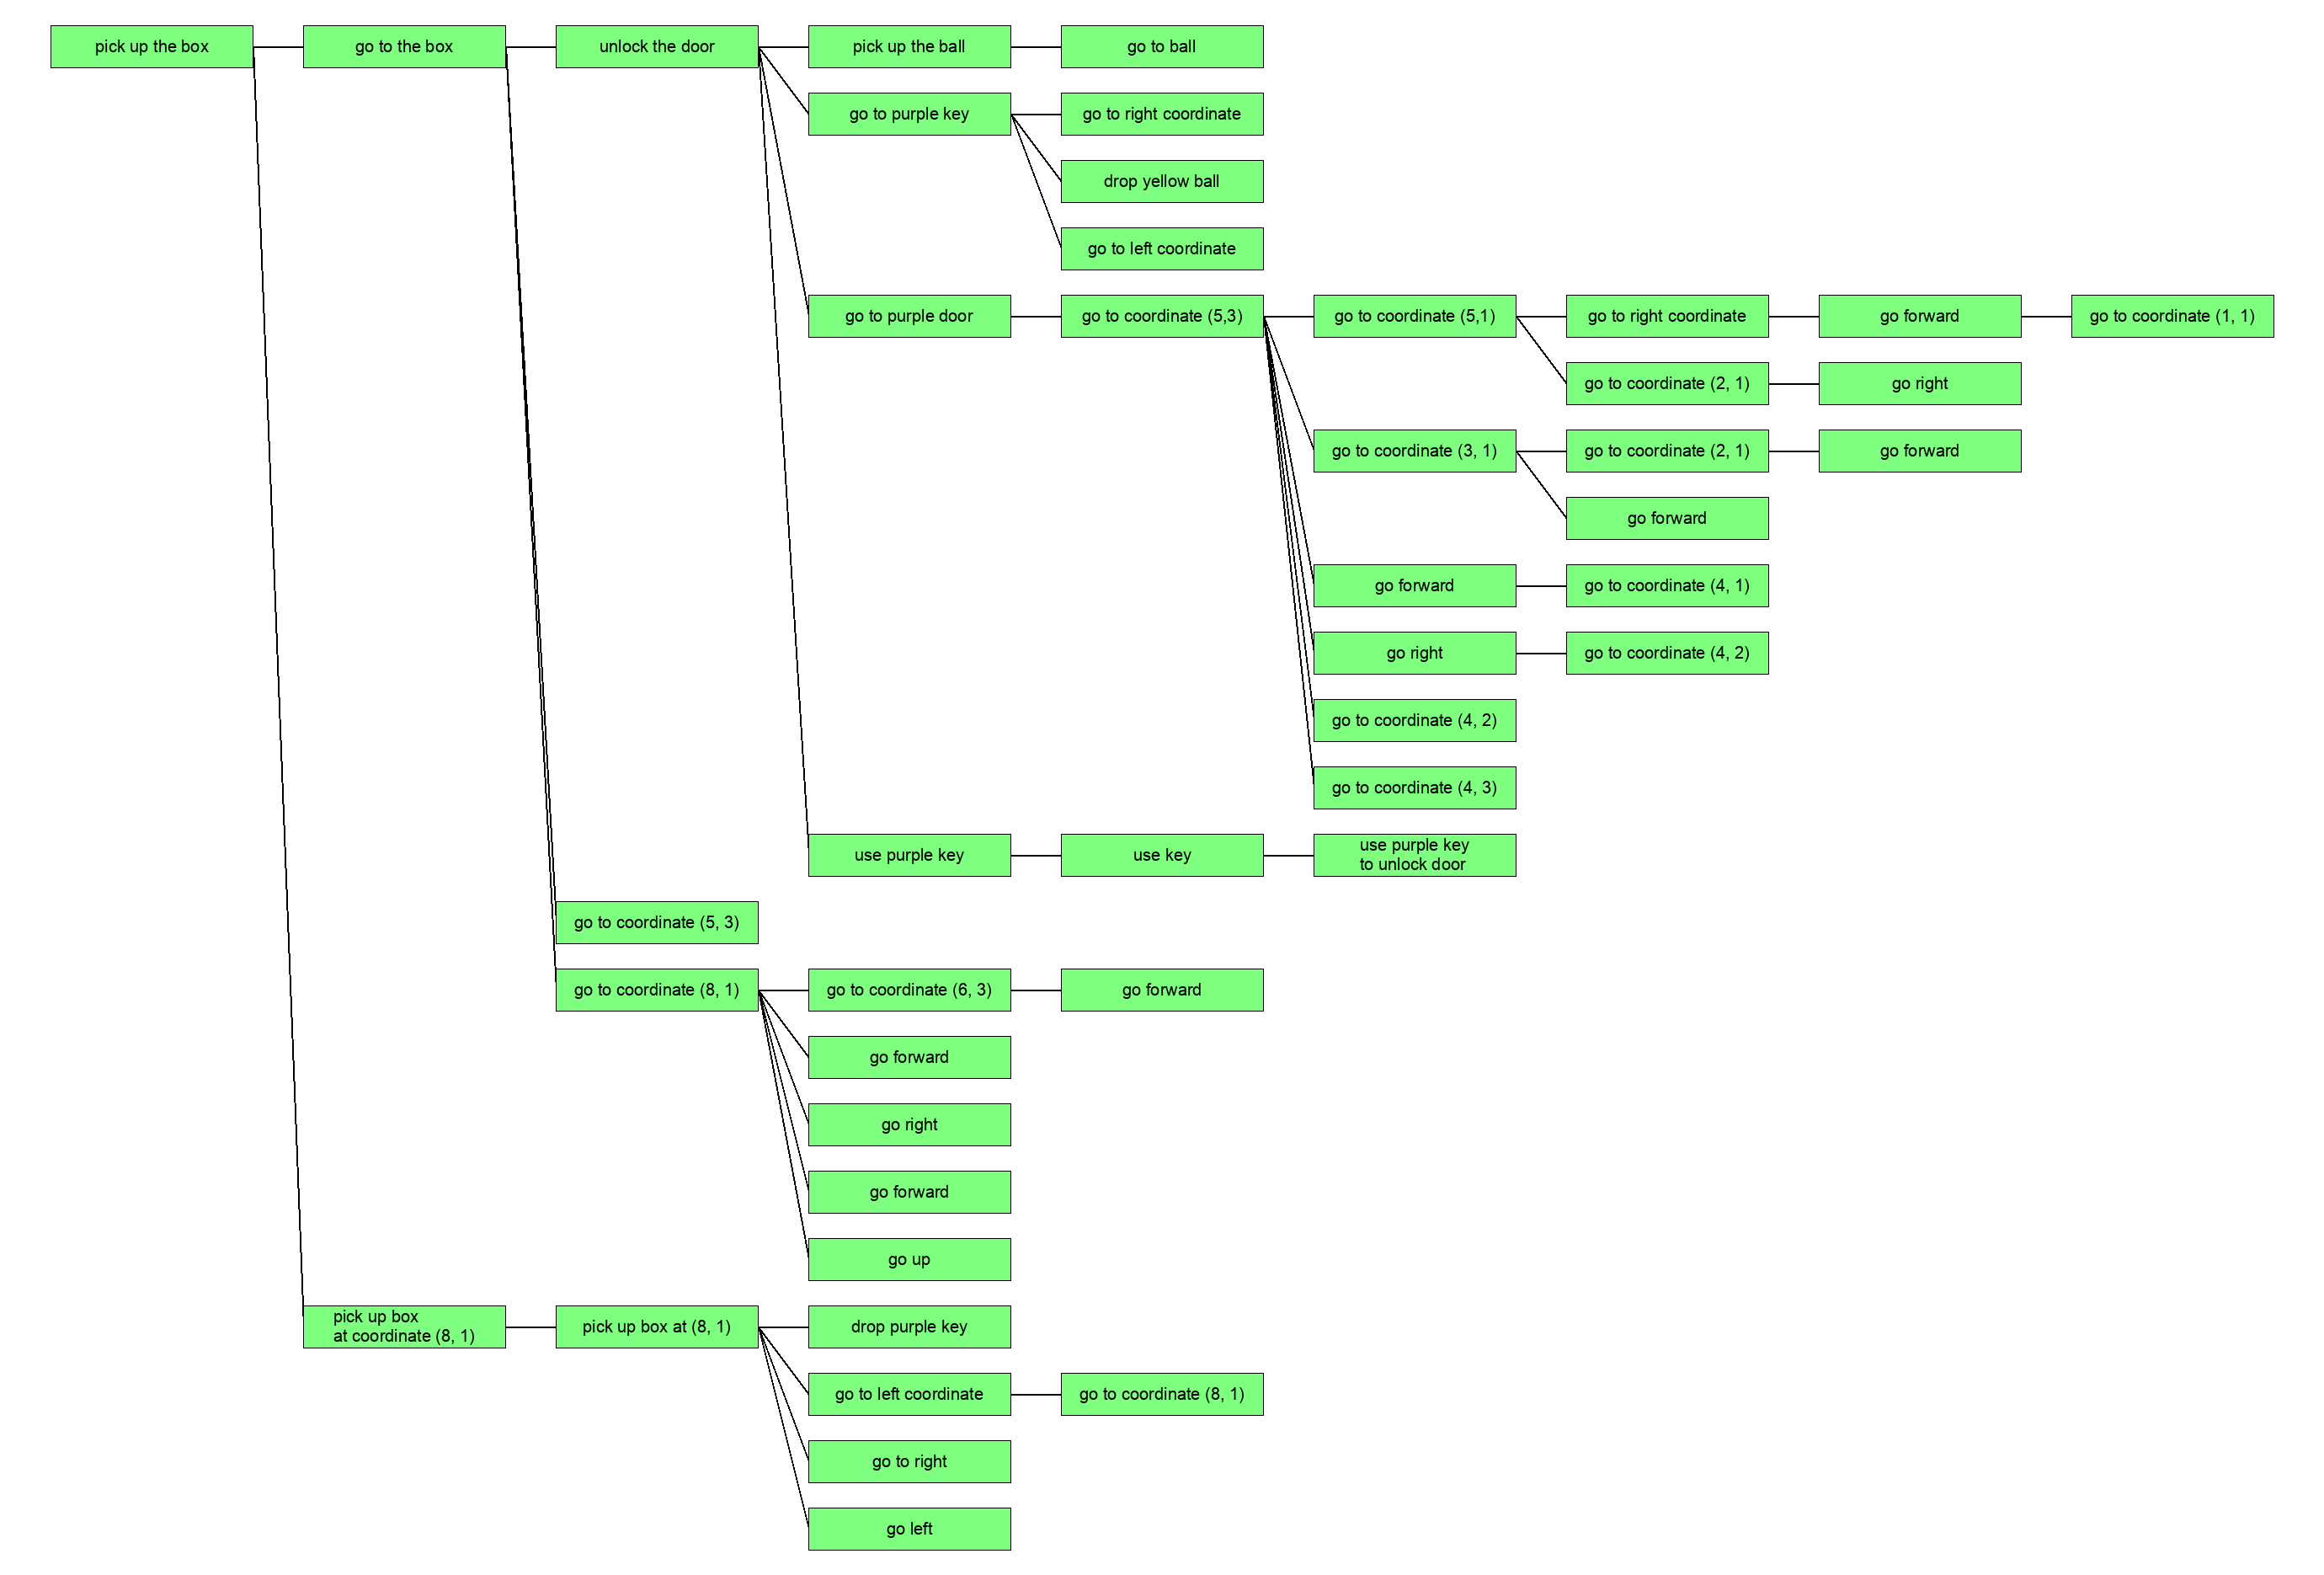 pick up the box
go to the box
unlock the door
pick up the ball
go to ball
go to purple key
go to right coordinate
drop yellow ball
go to left coordinate
go to purple door
go to coordinate (5,3)
go to coordinate (5,1)
go to right coordinate
go forward
go to coordinate (1, 1)
go to coordinate (2, 1)
go right
go to coordinate (3, 1)
go to coordinate (2, 1)
go forward
go forward
go forward
go to coordinate (4, 1)
go right
go to coordinate (4, 2)
go to coordinate (4, 2)
go to coordinate (4, 3)
use purple key
use key
use purple key
to unlock door
go to coordinate (5, 3)
go to coordinate (8, 1)
go to coordinate (6, 3)
go forward
go forward
go right
go forward
go up
pick up box
at coordinate (8, 1)
pick up box at (8, 1)
drop purple key
go to left coordinate
go to coordinate (8, 1)
go to right
go left